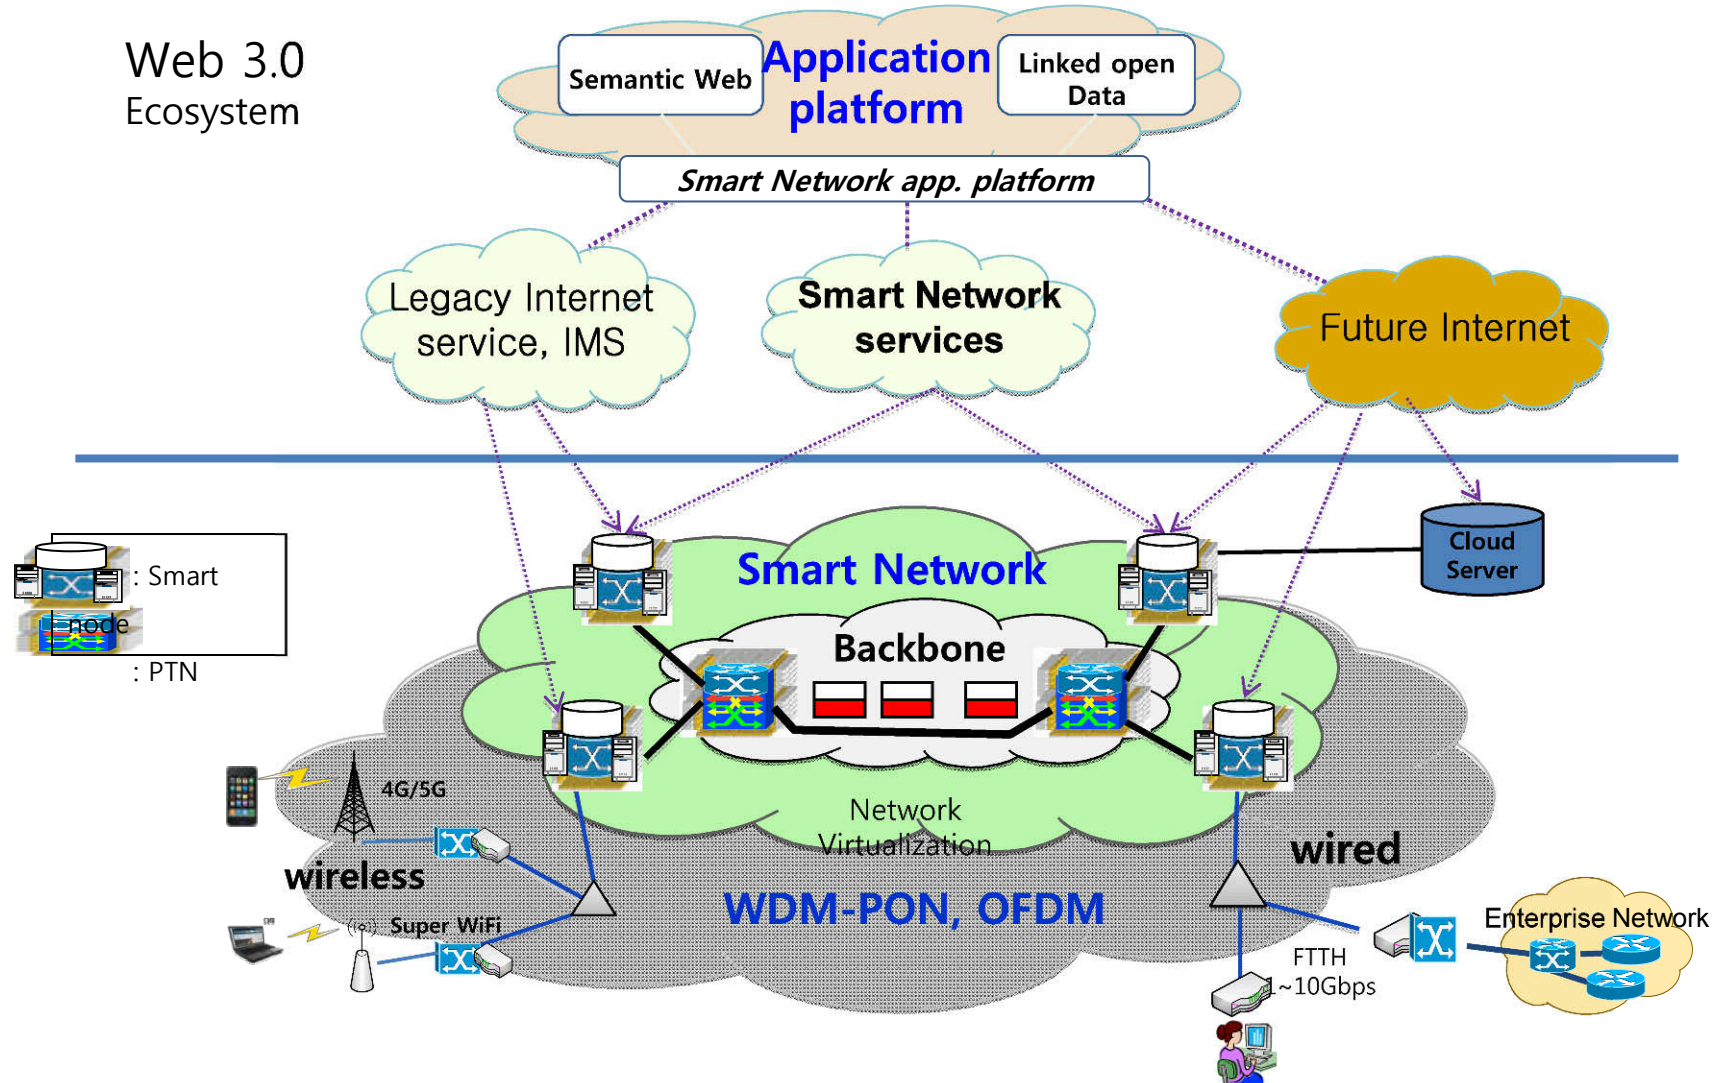 Web 3.0
Ecosystem
Semantic Web
Application
platform
Linked open
Data
Smart Network app. platform
Legacy Internet
service, IMS
Smart Network
services
Future Internet
: Smart
node
: PTN
Smart Network
Cloud
Server
Backbone
Network
Virtualization
4G/5G
wireless
Super WiFi
WDM-PON, OFDM
wired
FTTH
1~10Gbps
Enterprise Network